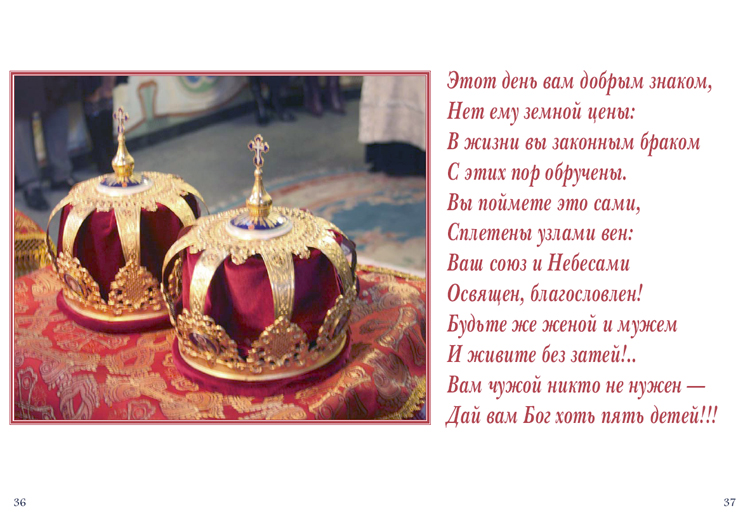 Этот день вам добрым знаком,
Нет ему земной цены:
В жизни вы законным браком
С этих пор обручены.
Вы поймете это сами,
Сплетены узлами вен:
Ваш союз и Небесами
Освящен, благословлен!
Будьте же женой и мужем
И живите без затей!..
Вам чужой никто не нужен —
Дай вам Бог хоть пять детей!!!
36
37